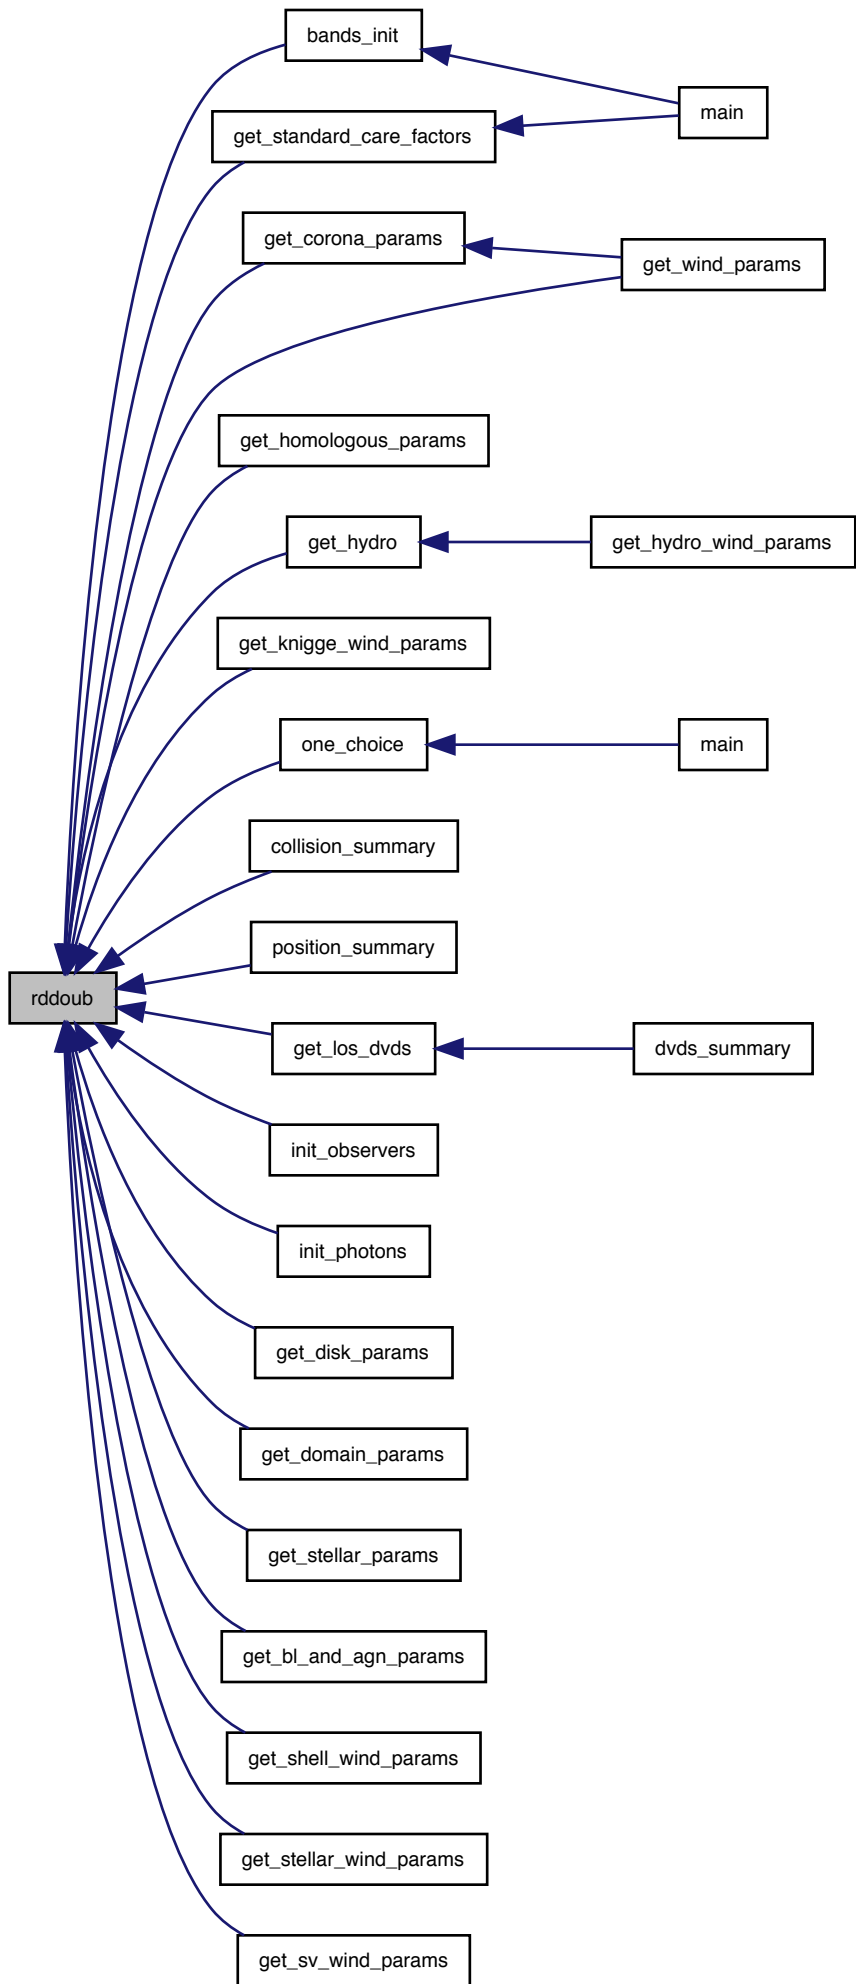 bands_init
main
get_standard_care_factors
get_corona_params
get_wind_params
get_homologous_params
get_hydro
get_hydro_wind_params
get_knigge_wind_params
one_choice
main
collision_summary
position_summary
rddoub
get_los_dvds
dvds_summary
init_observers
init_photons
get_disk_params
get_domain_params
get_stellar_params
get_bl_and_agn_params
get_shell_wind_params
get_stellar_wind_params
get_sv_wind_params